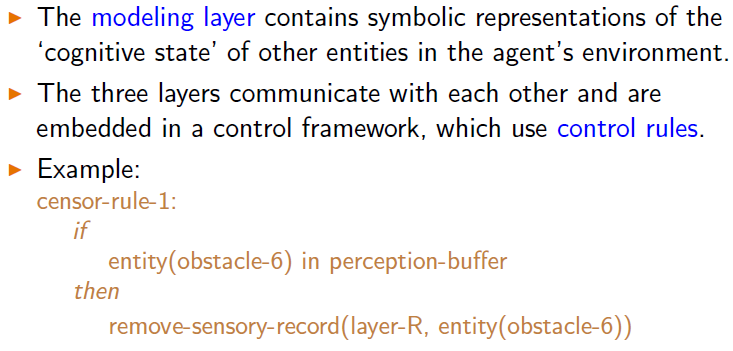 ▶ The modeling layer contains symbolic representations of the
‘cognitive state’ of other entities in the agent’s environment.
▶ The three layers communicate with each other and are
embedded in a control framework, which use control rules.
▶ Example:
censor-rule-1:
if
entity(obstacle-6) in perception-buffer
then
remove-sensory-record(layer-R, entity(obstacle-6))